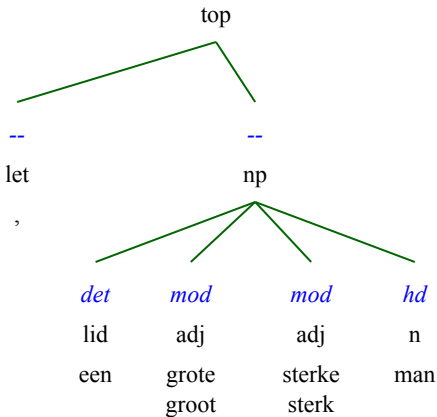 top
-- --
let np
,
det mod mod hd
lid adj adj n
een grote sterke man
groot sterk